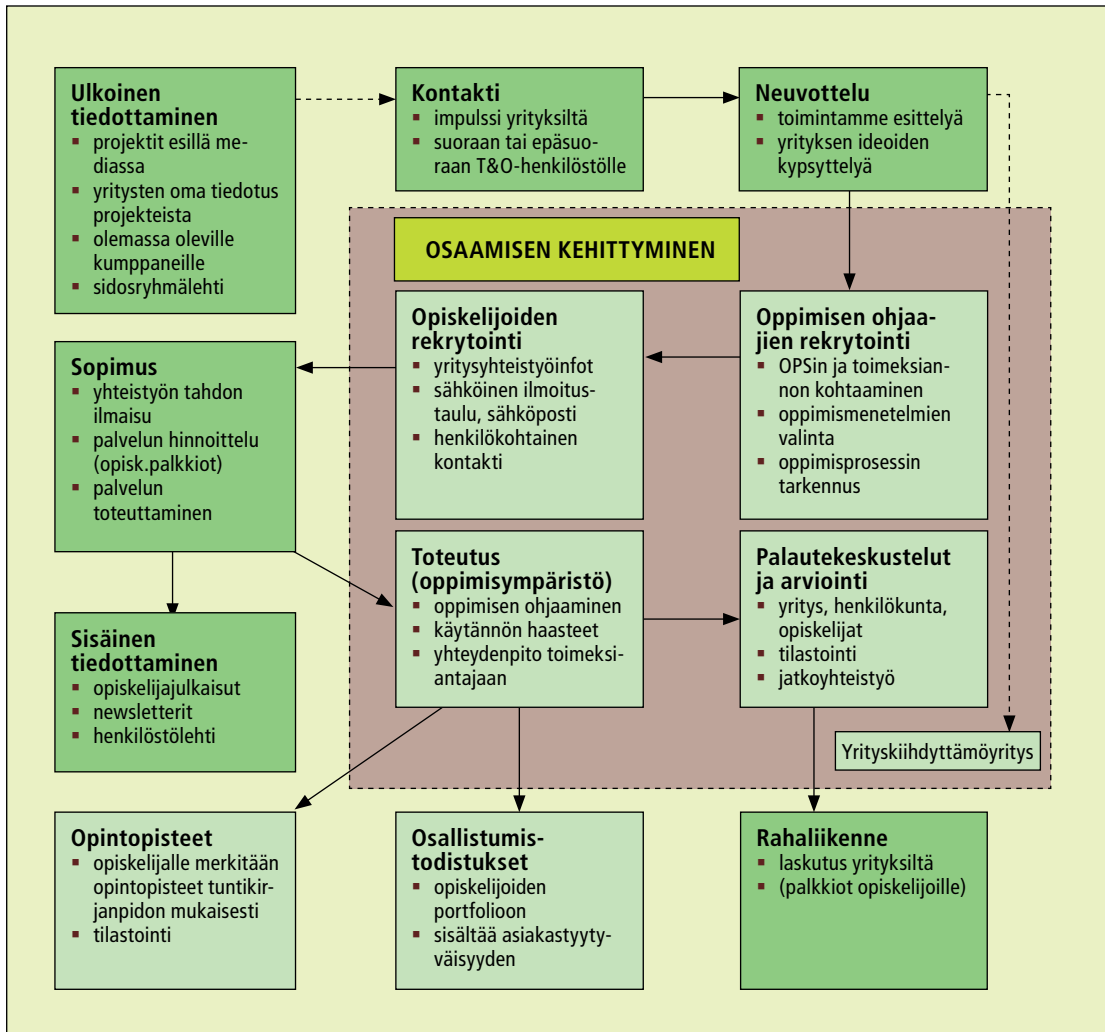 Ulkoinen
tiedottaminen
▪ projektit esillä me-
diassa
▪ yritysten oma tiedotus
projekteista
▪ olemassa oleville
kumppaneille
▪ sidosryhmälehti
Kontakti
▪ impulssi yrityksiltä
▪ suoraan tai epäsuo-
raan T&O-henkilöstölle
Neuvottelu
▪ toimintamme esittelyä
▪ yrityksen ideoiden
kypsyttelyä
OSAAMISEN KEHITTYMINEN
Oppimisen ohjaa-
jien rekrytointi
▪ OPSin ja toimeksian-
non kohtaaminen
▪ oppimismenetelmien
valinta
▪ oppimisprosessin
tarkennus
Opiskelijoiden
rekrytointi
▪ yritysyhteistyöinfot
▪ sähköinen ilmoitus-
taulu, sähköposti
▪ henkilökohtainen
kontakti
Sopimus
▪ yhteistyön tahdon
ilmaisu
▪ palvelun hinnoittelu
(opisk.palkkiot)
▪ palvelun
toteuttaminen
Sisäinen
tiedottaminen
▪ opiskelijajulkaisut
▪ newsletterit
▪ henkilöstölehti
Toteutus
(oppimisympäristö)
▪ oppimisen ohjaaminen
▪ käytännön haasteet
▪ yhteydenpito toimeksi-
antajaan
Palautekeskustelut
ja arviointi
▪ yritys, henkilökunta,
opiskelijat
▪ tilastointi
▪ jatkoyhteistyö
Yrityskiihdyttämöyritys
Opintopisteet
▪ opiskelijalle merkitään
opintopisteet tuntikir-
janpidon mukaisesti
▪ tilastointi
Osallistumis-
todistukset
▪ opiskelijoiden
portfolioon
▪ sisältää asiakastyyty-
väisyyden
Rahaliikenne
▪ laskutus yrityksiltä
▪ (palkkiot opiskelijoille)